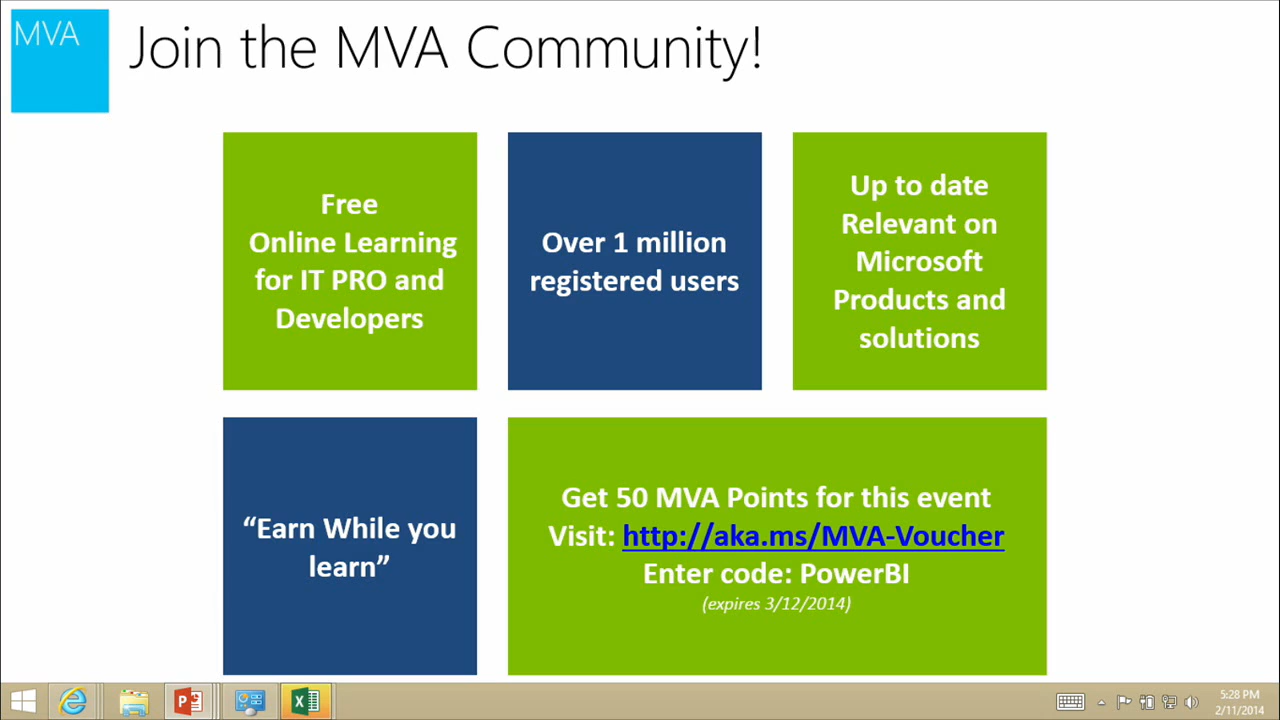 MVA
Join the MVA Community!
Free
Online Learning
for IT PRO and
Developers
Over 1 million
registered users
Up to date
Relevant on
Microsoft
Products and
solutions
“Earn While you
learn”
Get 50 MVA Points for this event
Visit: http://aka.ms/MVA-Voucher
Enter code: PowerBI
(expires 3/12/2014)
5:28 PM
2/11/2014